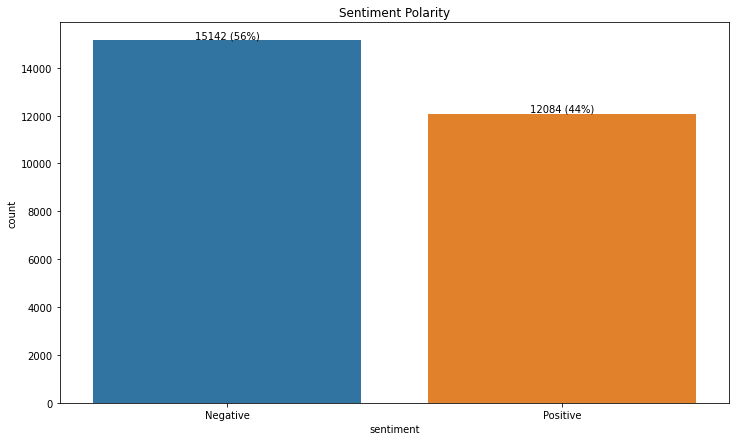 Sentiment Polarity
15142 (56%)
12084 (44%)
14000
12000
10000
8000
6000
4000
2000
0
count
Negative
Positive
sentiment